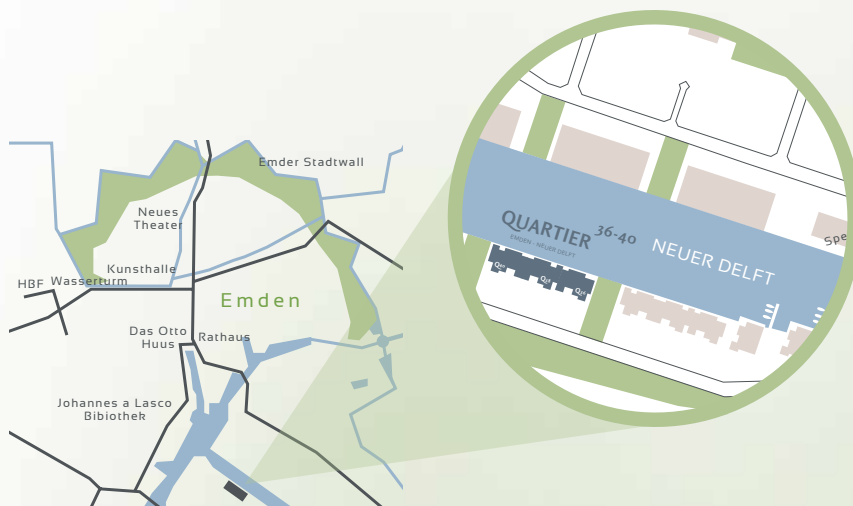 Emder Stadtwall
Neues
Theater
Kunsthalle
HBF
Wasserturm
Emden
Das Otto
Huus
Rathaus
Johannes a Lasco
Bibiothek
QUARTIER 36-40
EMDEN - NEUER DELFT
NEUER DELFT
Spe